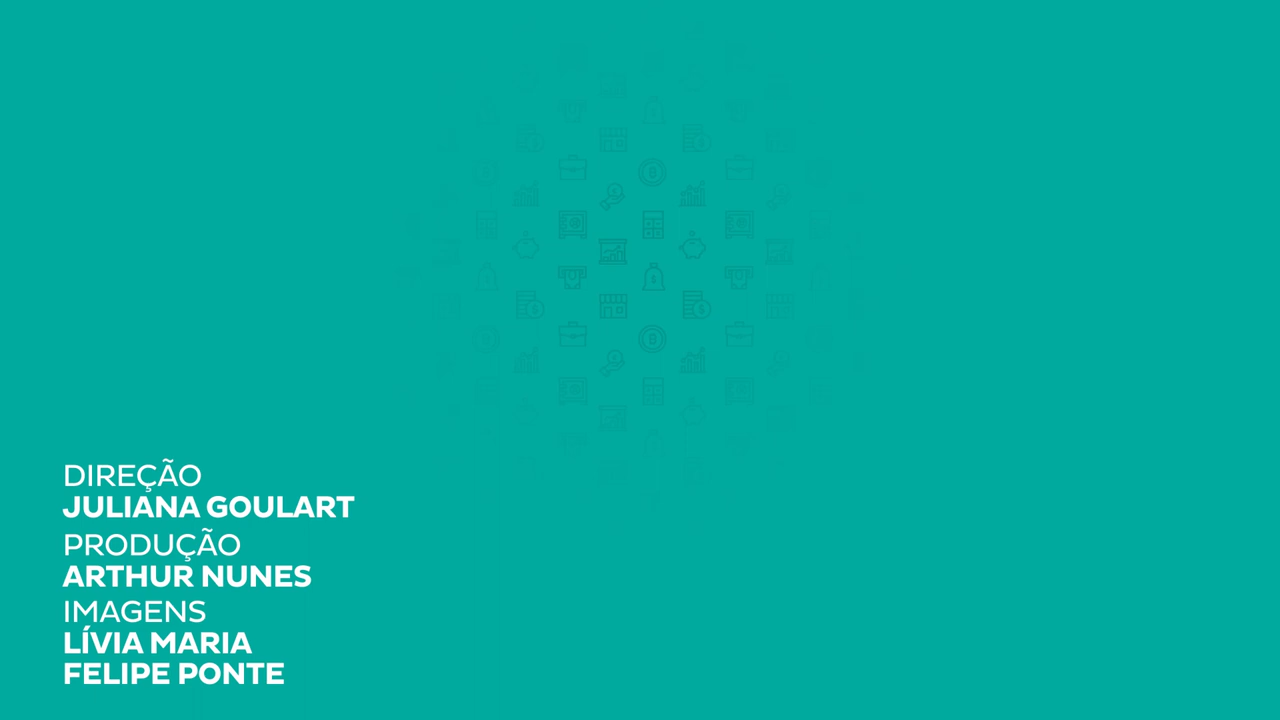 DIREÇÃO
JULIANA GOULART
PRODUÇÃO
ARTHUR NUNES
IMAGENS
LÍVIA MARIA
FELIPE PONTE